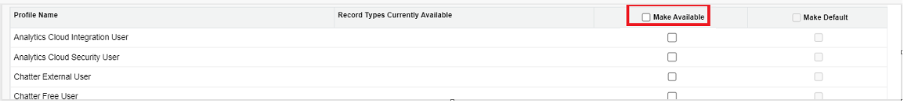 Profile Name Record Types Currently Available Make Available Make Default
Analytics Cloud Integration User
Analytics Cloud Security User
Chatter External User
Chatter Free User